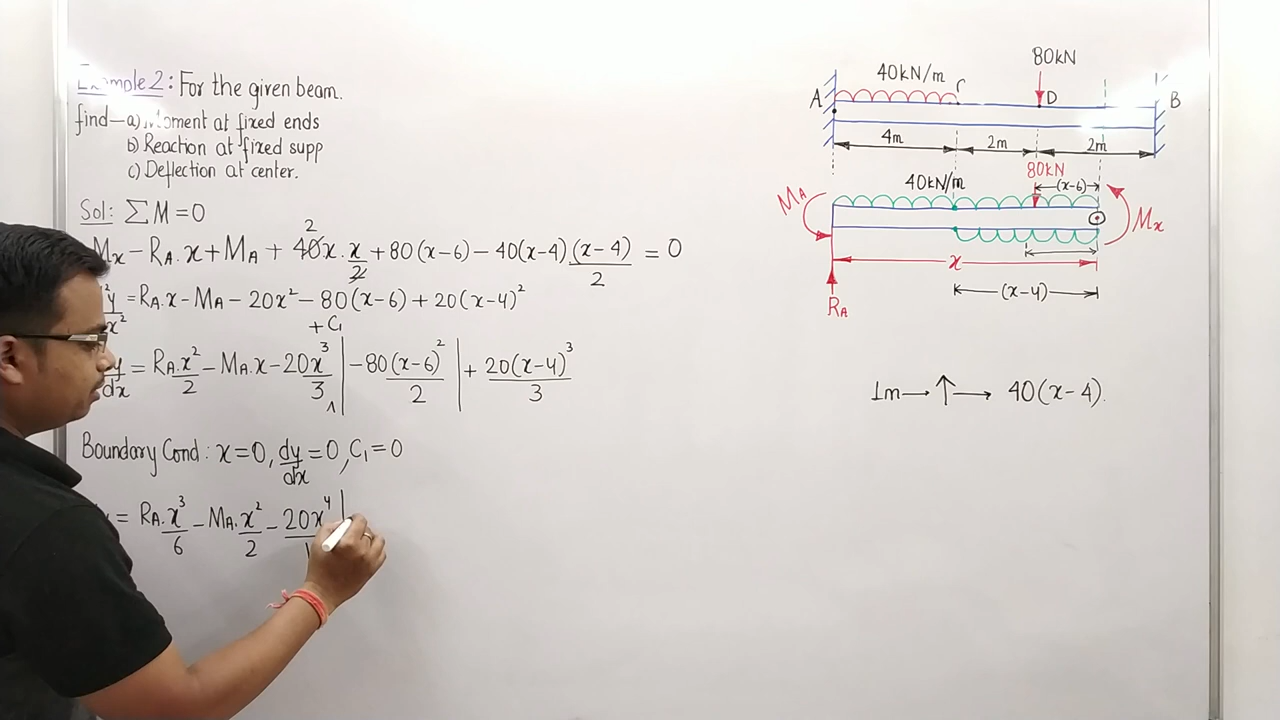 Example 2: For the given beam.
find—a) Moment at fixed ends
b) Reaction at fixed supp
c) Deflection at center.
Sol: ΣM=0
Mx − RA.x + MA + 40x.x/2 + 80(x−6) − 40(x−4)(x−4)/2 = 0
2
= RA.x − MA − 20x² − 80(x−6) + 20(x−4)²
+C1
dy/dx = RA.x²/2 − MA.x − 20x³/3 | −80(x−6)²/2 | + 20(x−4)³/3
Boundary Cond: x=0, dy/dx=0, C1=0
= RA.x³/6 − MA.x²/2 − 20x⁴
80kN
40kN/m
A
C
D
B
4m
2m
2m
80kN
40kN/m
(x−6)
MA
Mx
x
(x−4)
RA
1m → ↑ → 40(x−4).